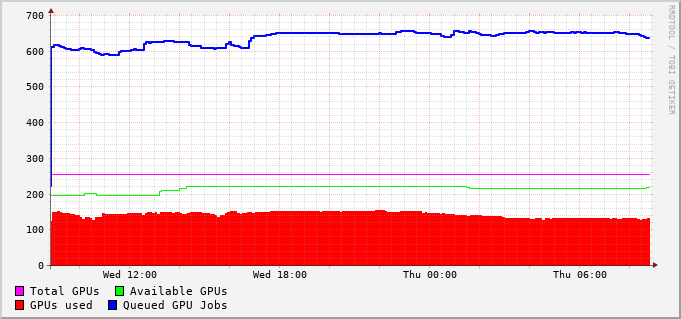 700
600
500
400
300
200
100
0
Wed 12:00 Wed 18:00 Thu 00:00 Thu 06:00
Total GPUs Available GPUs
GPUs used Queued GPU Jobs
RRDTOOL / TOBI OETIKER